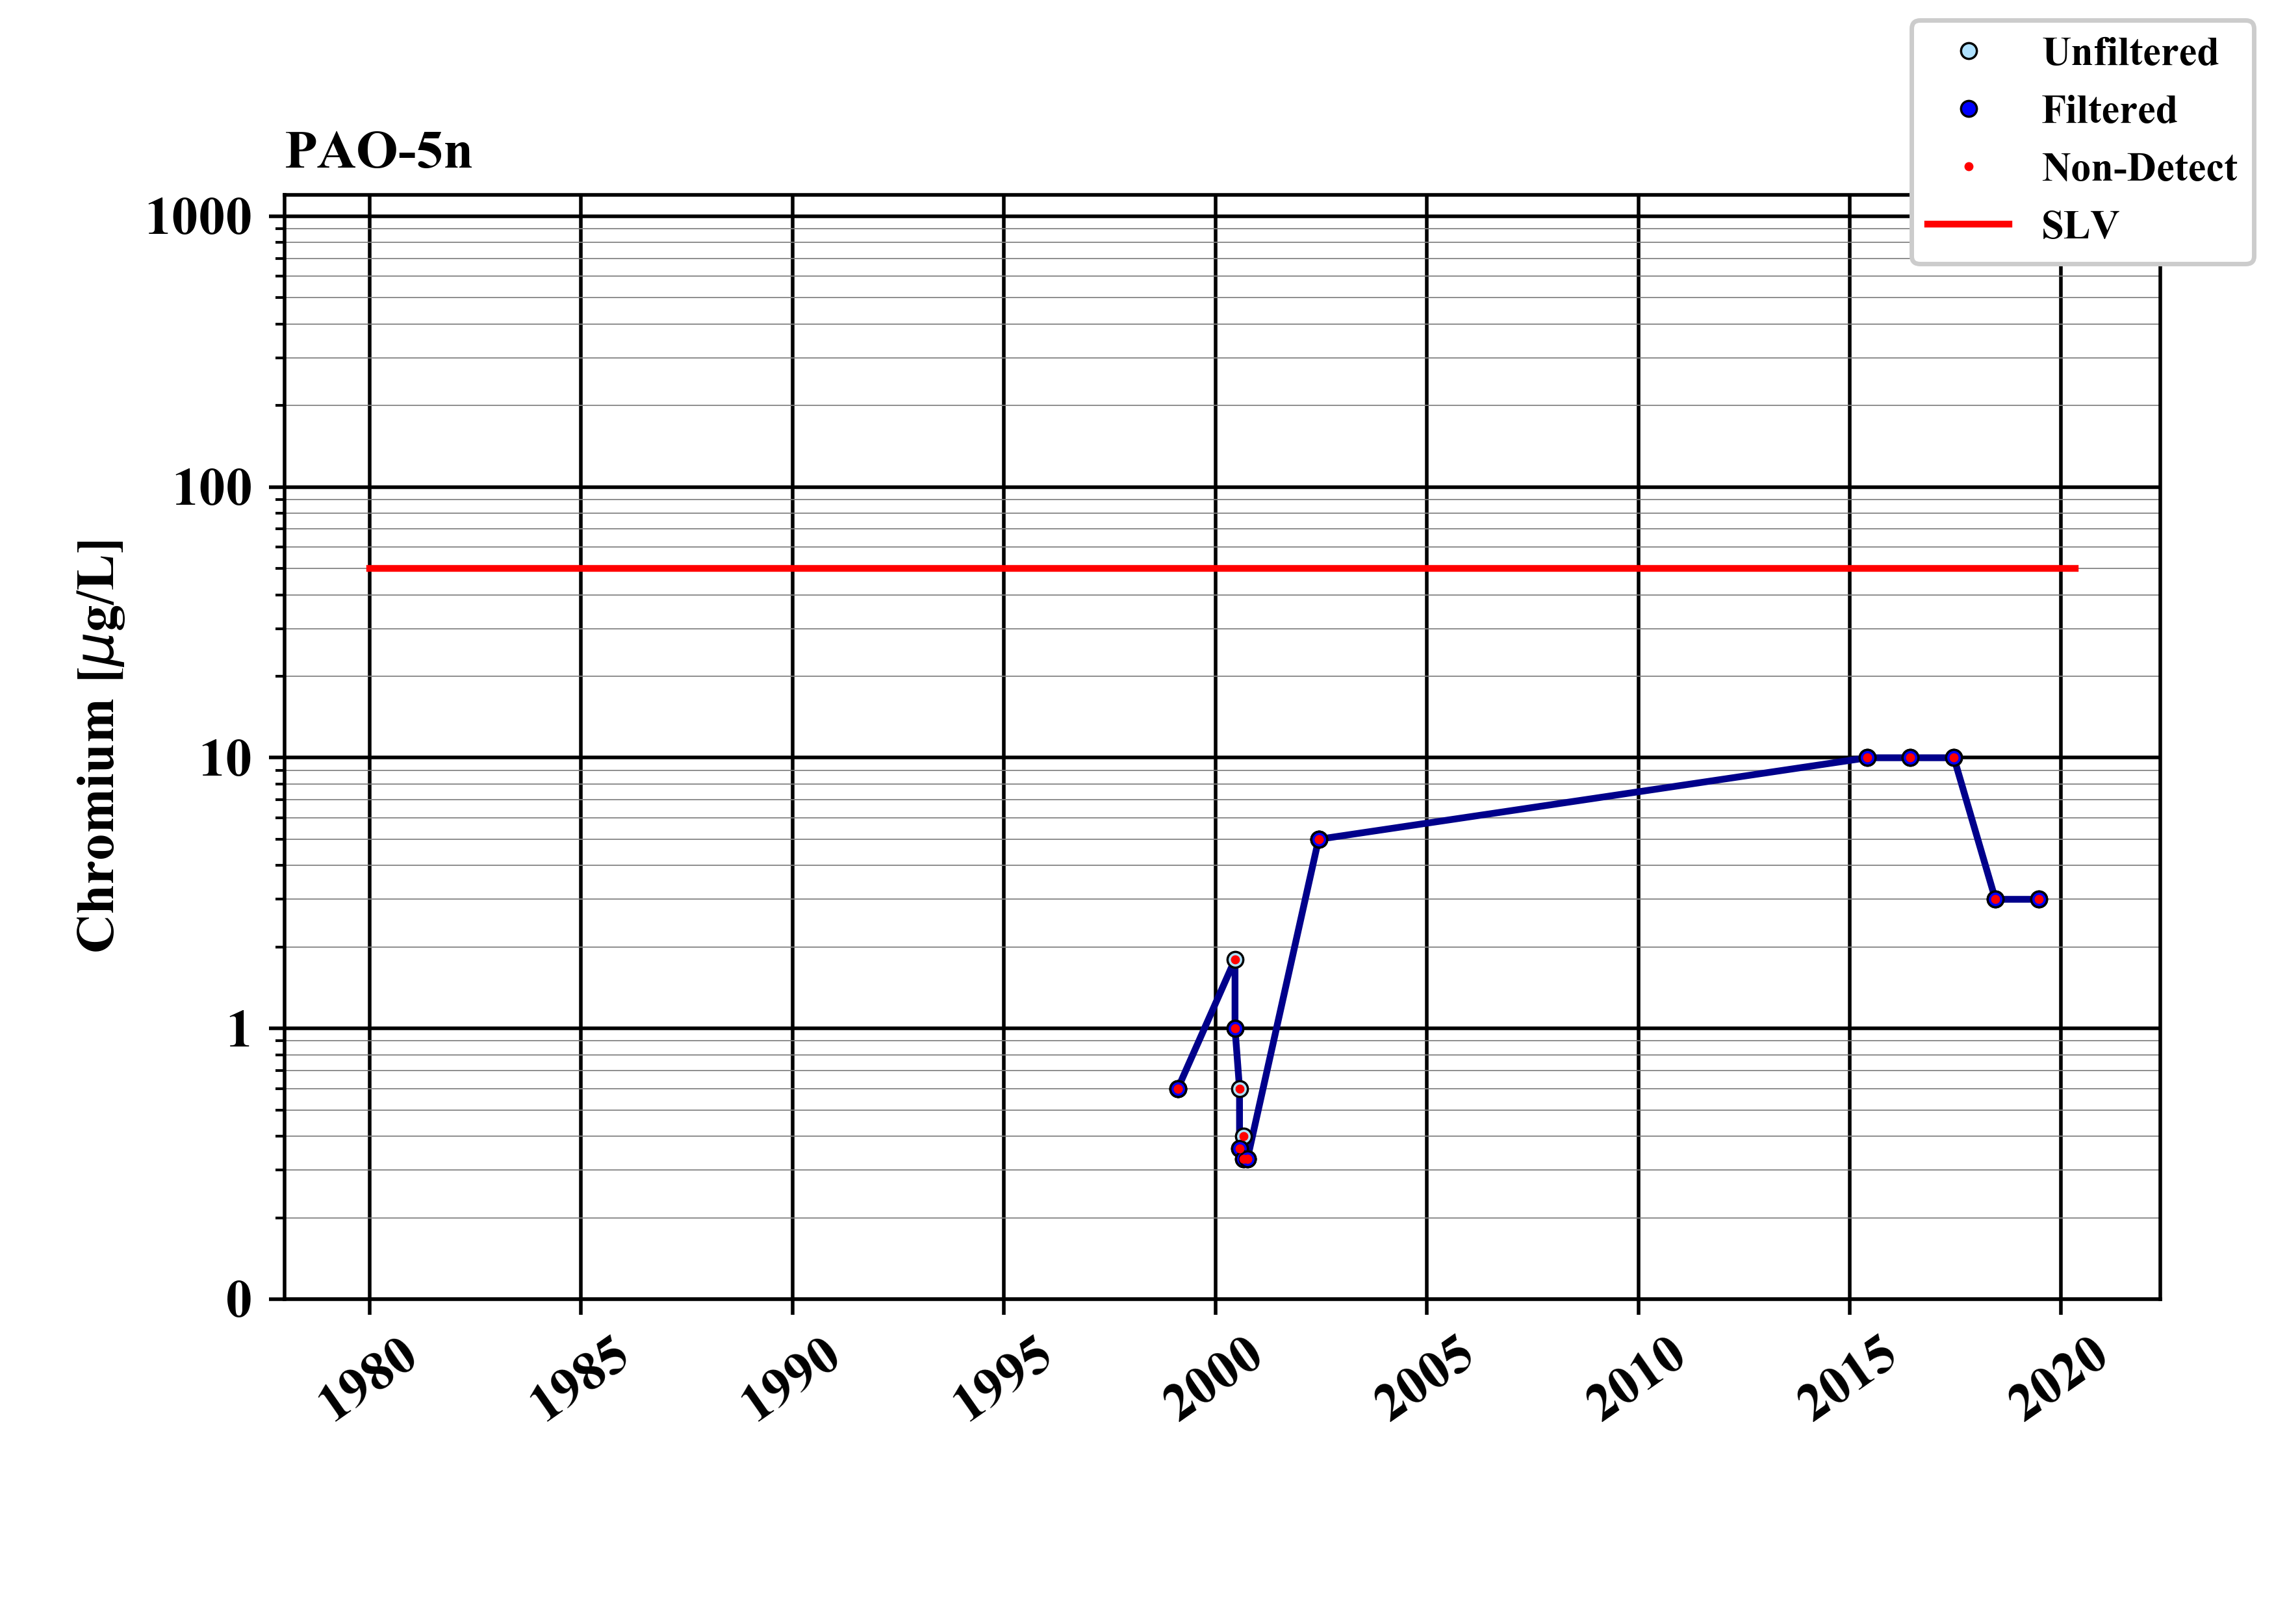 Unfiltered
Filtered
Non-Detect
SLV
PAO-5n
1000
100
10
1
0
Chromium [μg/L]
1980
1985
1990
1995
2000
2005
2010
2015
2020